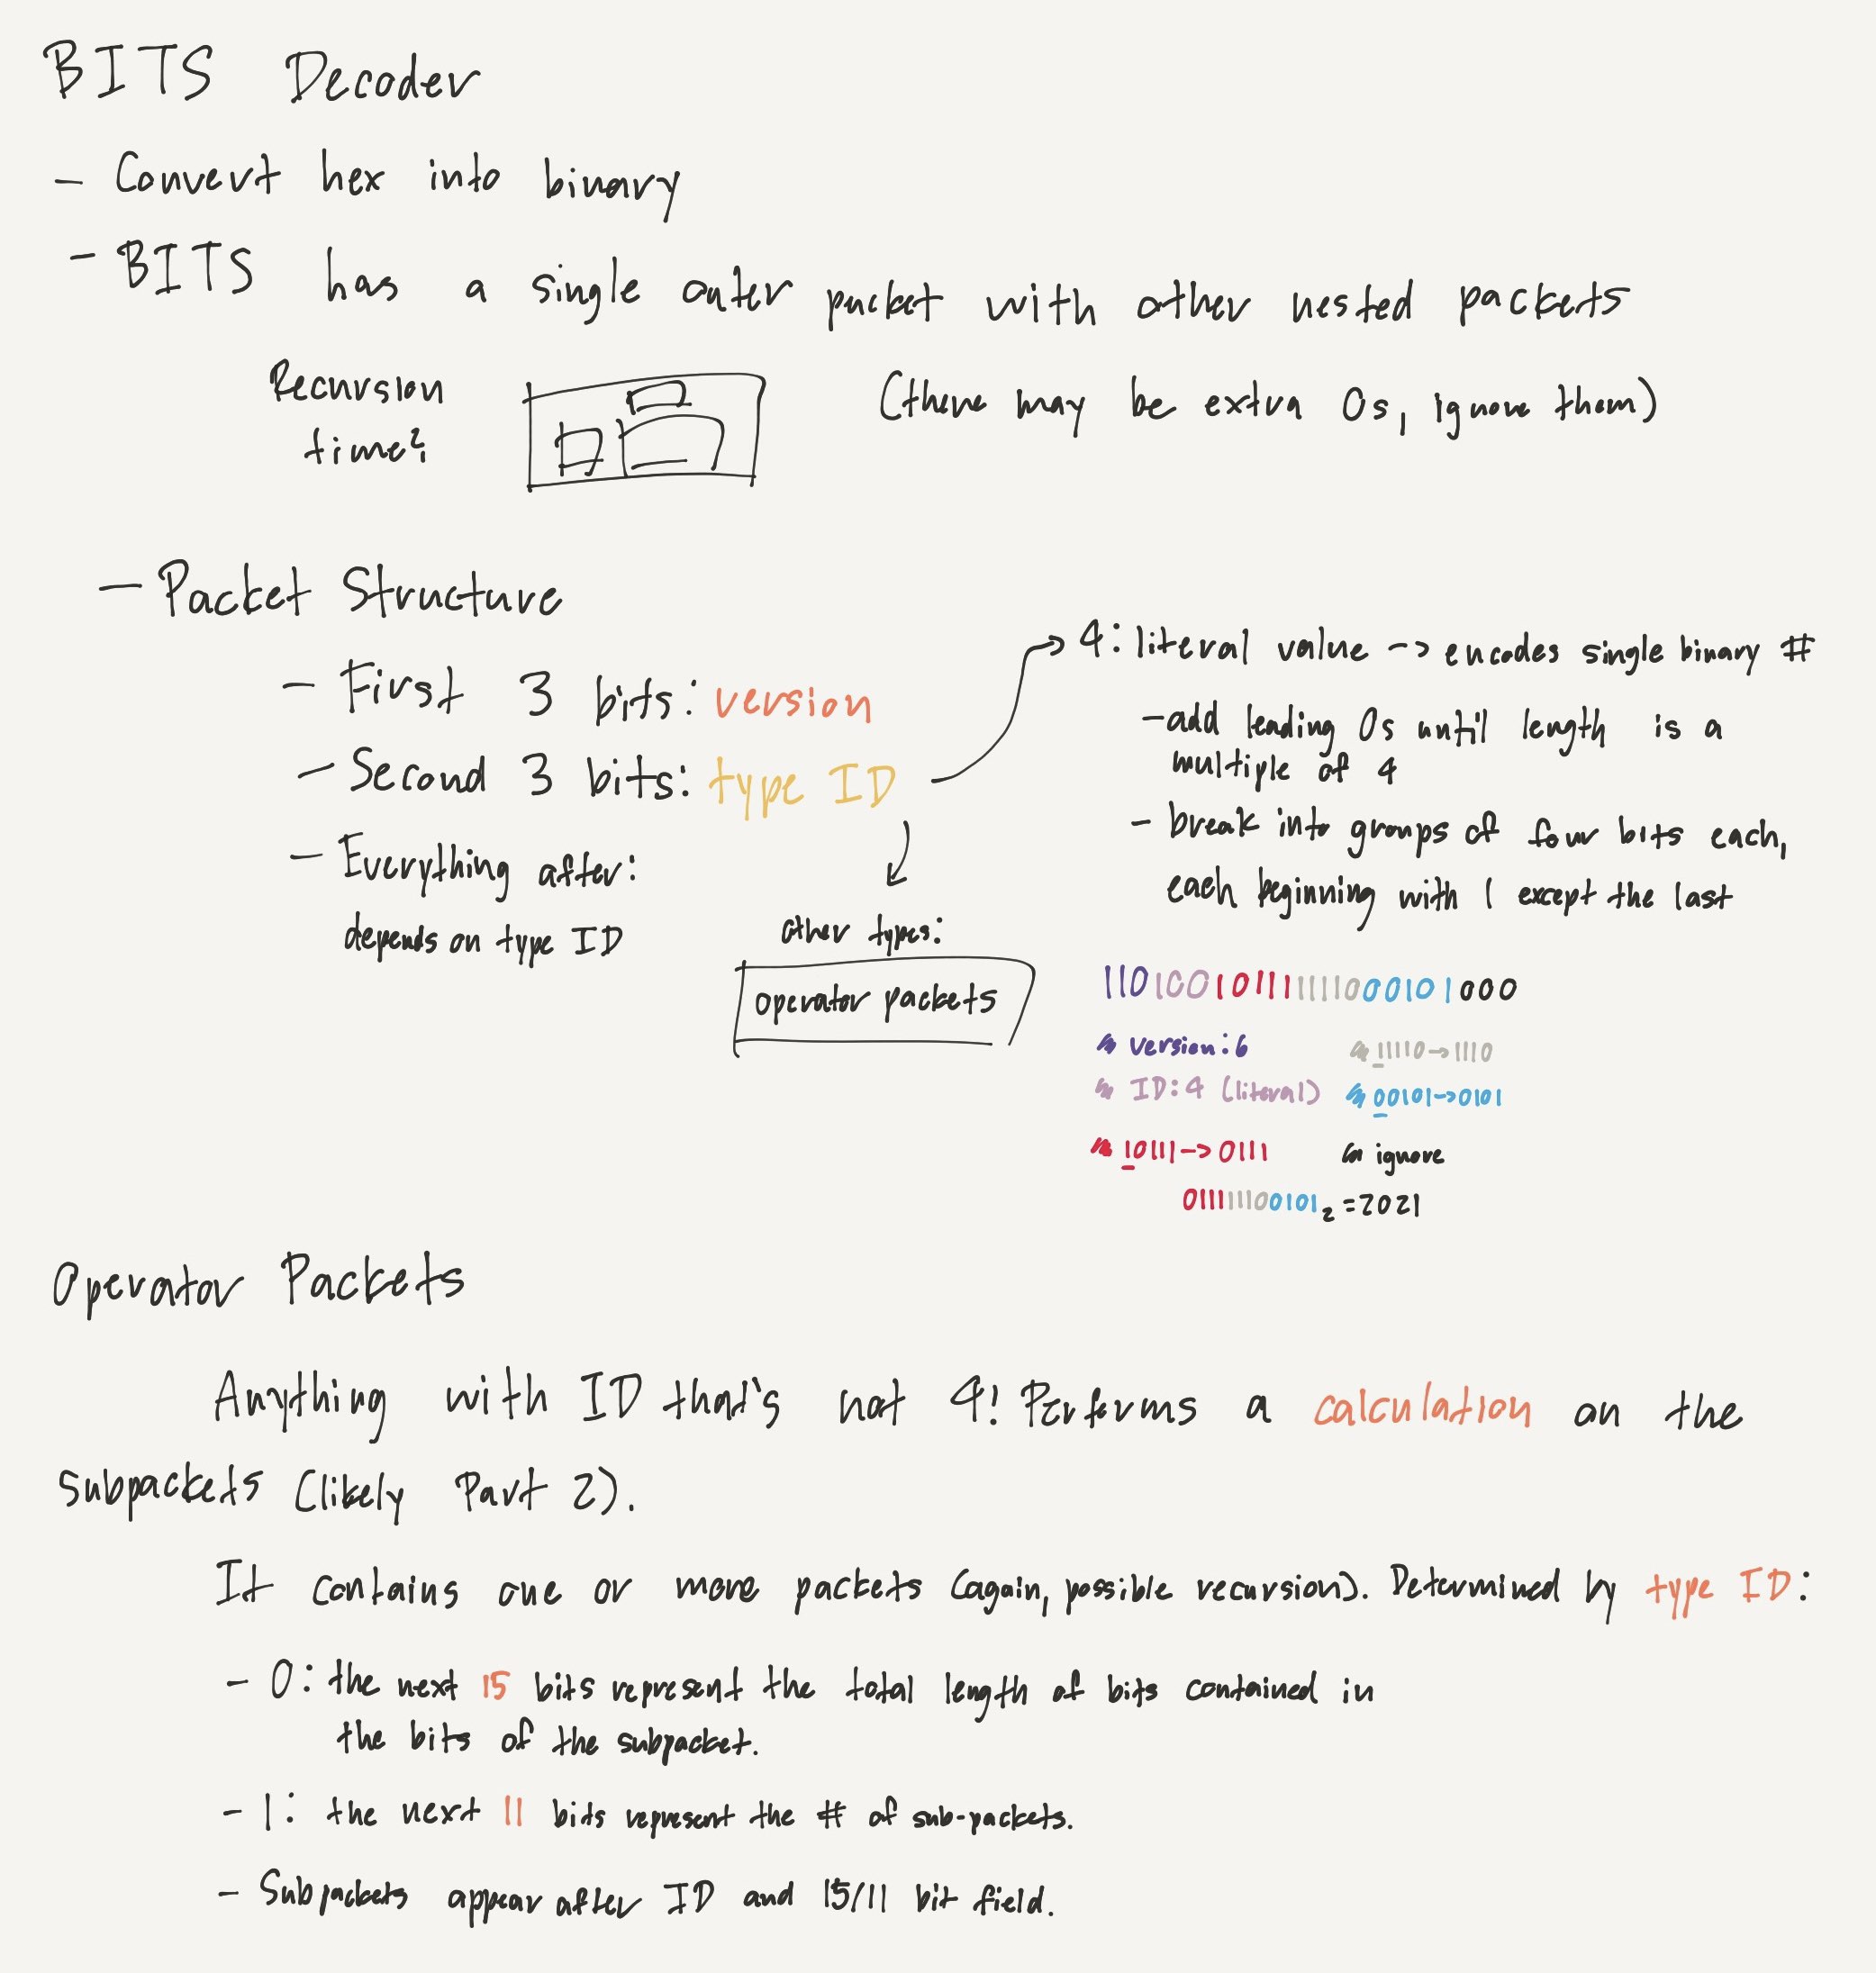 BITS Decoder
- Convert hex into binary
- BITS has a single outer packet with other nested packets
Recursion
time?
(there may be extra 0s, ignore them)
- Packet Structure
- First 3 bits: version
- Second 3 bits: type ID
- Everything after:
depends on type ID
other types:
operator packets
4: literal value -> encodes single binary #
- add leading 0s until length is a
multiple of 4
- break into groups of four bits each,
each beginning with 1 except the last
110100101111111000101000
↳ version: 6
↳ ID: 4 (literal)
↳ 10111 -> 0111
↳ 11110 -> 1110
↳ 00101 -> 0101
↳ ignore
011111100101₂ = 2021
Operator Packets
Anything with ID that's not 4! Performs a calculation on the
subpackets (likely Part 2).
It contains one or more packets (again, possible recursion). Determined by type ID:
- 0: the next 15 bits represent the total length of bits contained in
the bits of the subpacket.
- 1: the next 11 bits represent the # of sub-packets.
- Subpackets appear after ID and 15/11 bit field.